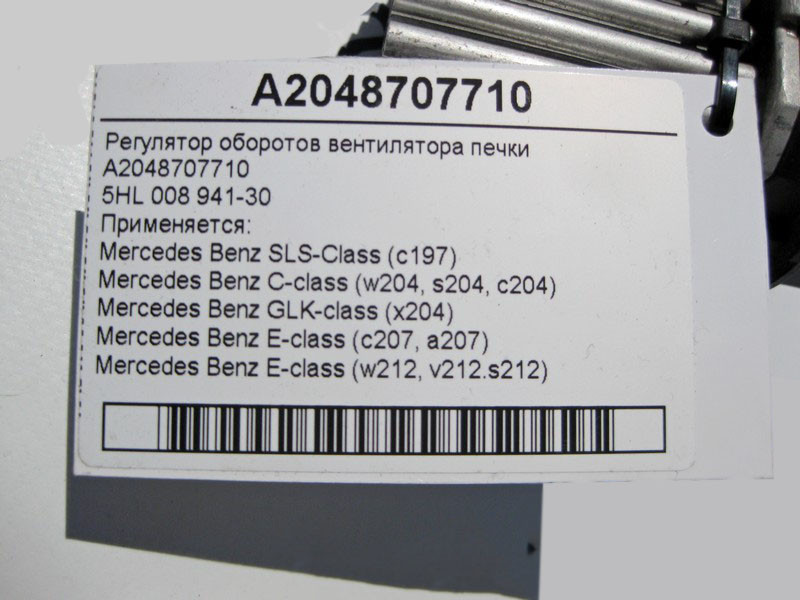 A2048707710
Регулятор оборотов вентилятора печки
A2048707710
5HL 008 941-30
Применяется:
Mercedes Benz SLS-Class (c197)
Mercedes Benz C-class (w204, s204, c204)
Mercedes Benz GLK-class (x204)
Mercedes Benz E-class (c207, a207)
Mercedes Benz E-class (w212, v212.s212)